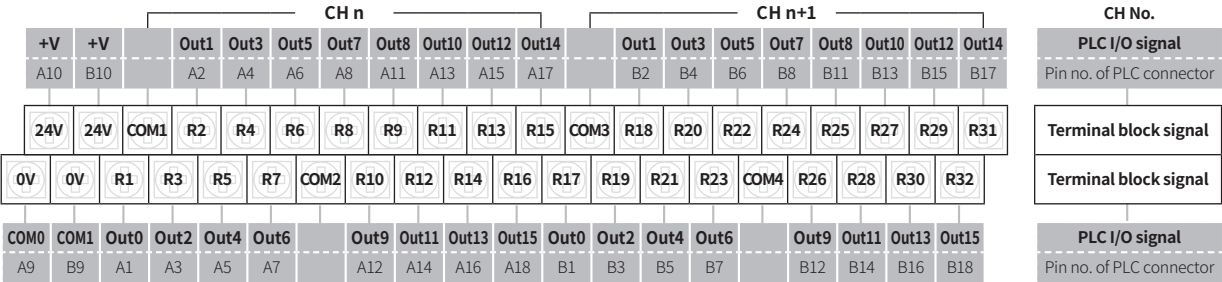 CH n CH n+1 CH No.
+V +V Out1 Out3 Out5 Out7 Out8 Out10 Out12 Out14 Out1 Out3 Out5 Out7 Out8 Out10 Out12 Out14 PLC I/O signal
A10 B10 A2 A4 A6 A8 A11 A13 A15 A17 B2 B4 B6 B8 B11 B13 B15 B17 Pin no. of PLC connector
24V 24V COM1 R2 R4 R6 R8 R9 R11 R13 R15 COM3 R18 R20 R22 R24 R25 R27 R29 R31 Terminal block signal
0V 0V R1 R3 R5 R7 COM2 R10 R12 R14 R16 R17 R19 R21 R23 COM4 R26 R28 R30 R32 Terminal block signal
COM0 COM1 Out0 Out2 Out4 Out6 Out9 Out11 Out13 Out15 Out0 Out2 Out4 Out6 Out9 Out11 Out13 Out15 PLC I/O signal
A9 B9 A1 A3 A5 A7 A12 A14 A16 A18 B1 B3 B5 B7 B12 B14 B16 B18 Pin no. of PLC connector